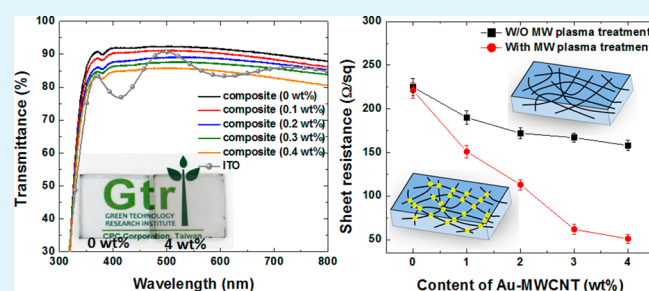 100
90
80
70
60
50
40
30
300
400
500
600
700
800
Transmittance (%)
Wavelength (nm)
composite (0 wt%)
composite (0.1 wt%)
composite (0.2 wt%)
composite (0.3 wt%)
composite (0.4 wt%)
ITO
Gtr
GREEN TECHNOLOGY
RESEARCH INSTITUTE
CPC Corporation, Taiwan
0 wt%
4 wt%
300
250
200
150
100
50
0
1
2
3
4
Sheet resistance (Ω/sq)
Content of Au-MWCNT (wt%)
W/O MW plasma treatment
With MW plasma treatment